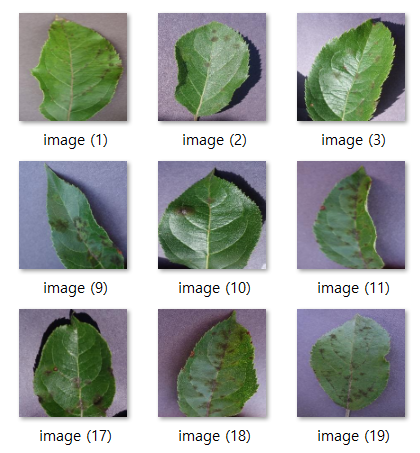 image (1)
image (2)
image (3)
image (9)
image (10)
image (11)
image (17)
image (18)
image (19)